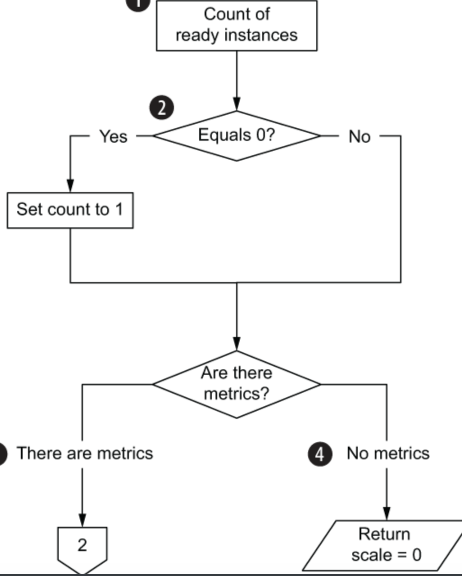 1
Count of
ready instances
2
Yes
Equals 0?
No
Set count to 1
Are there
metrics?
There are metrics
4
No metrics
2
Return
scale = 0